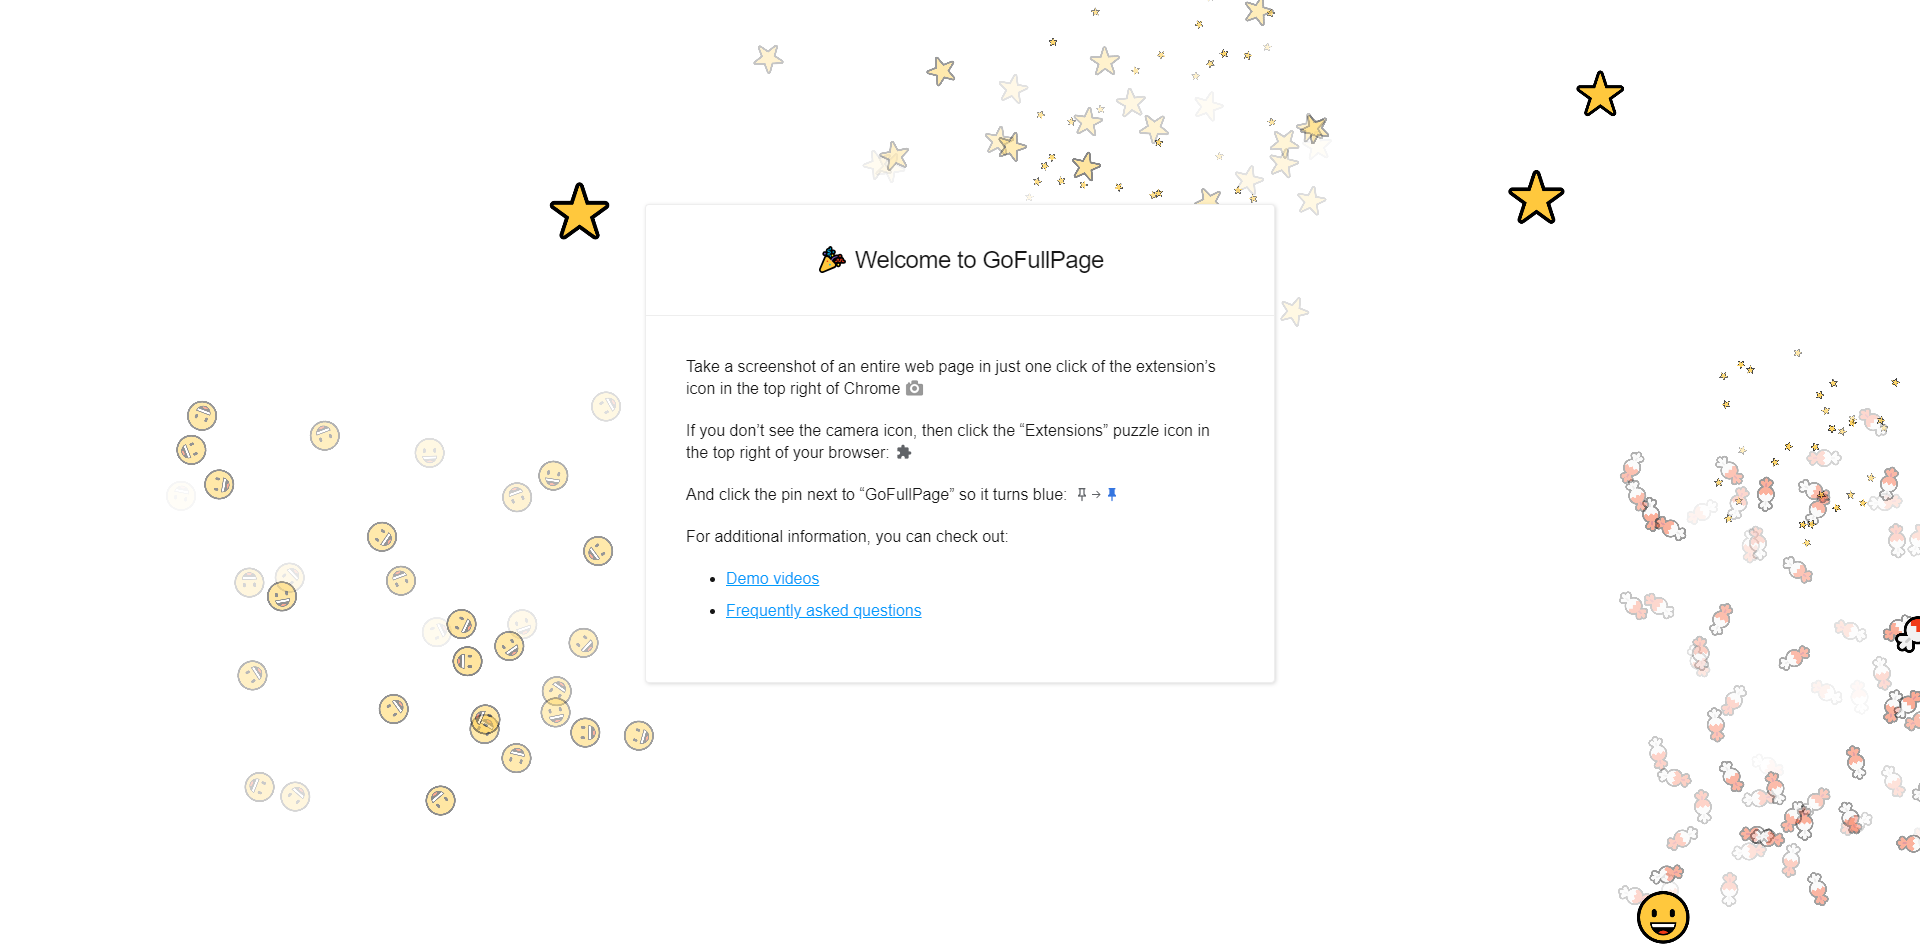 Welcome to GoFullPage
Take a screenshot of an entire web page in just one click of the extension’s
icon in the top right of Chrome
If you don’t see the camera icon, then click the “Extensions” puzzle icon in
the top right of your browser:
And click the pin next to “GoFullPage” so it turns blue: →
For additional information, you can check out:
• Demo videos
• Frequently asked questions